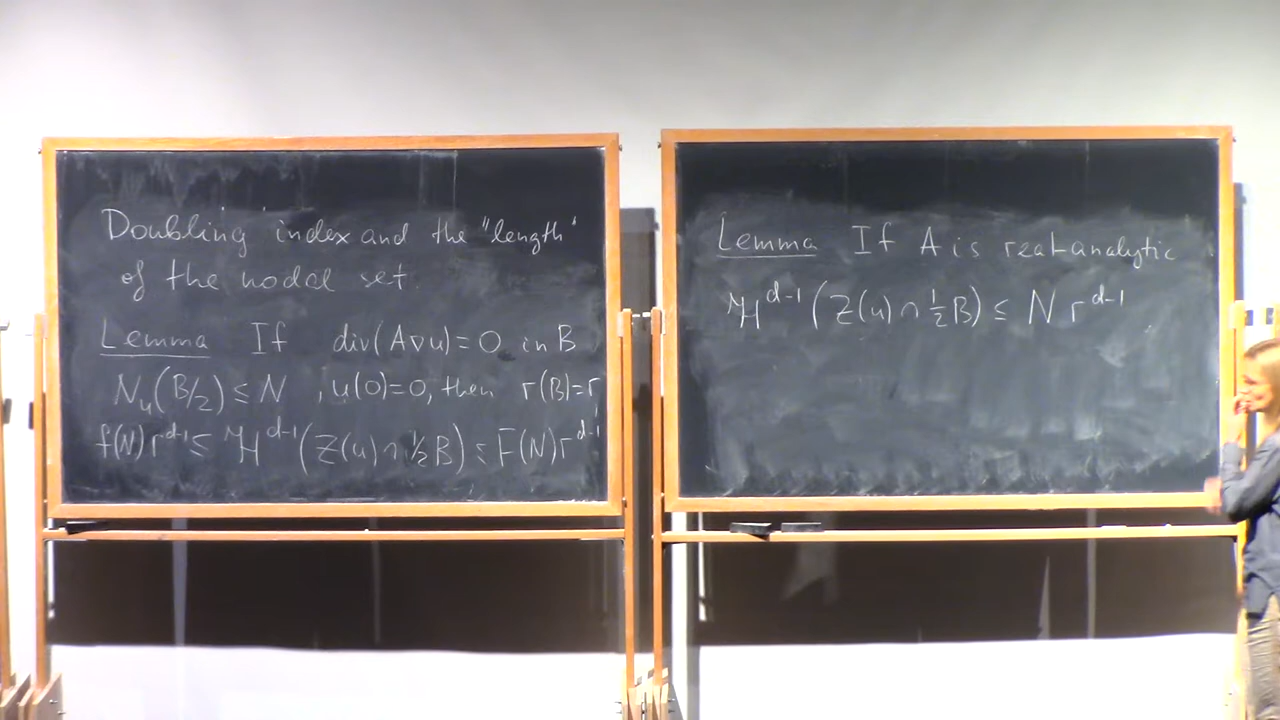 Doubling index and the "length"
of the nodal set.
Lemma If div(A∇u)=0 in B
N_u(B/2) ≤ N , u(0)=0, then r(B)=r
f(N) r^{d-1} ≤ ℋ^{d-1}(Z(u) ∩ ½B) ≤ F(N) r^{d-1}
Lemma If A is real-analytic
ℋ^{d-1}(Z(u) ∩ ½B) ≤ N r^{d-1}